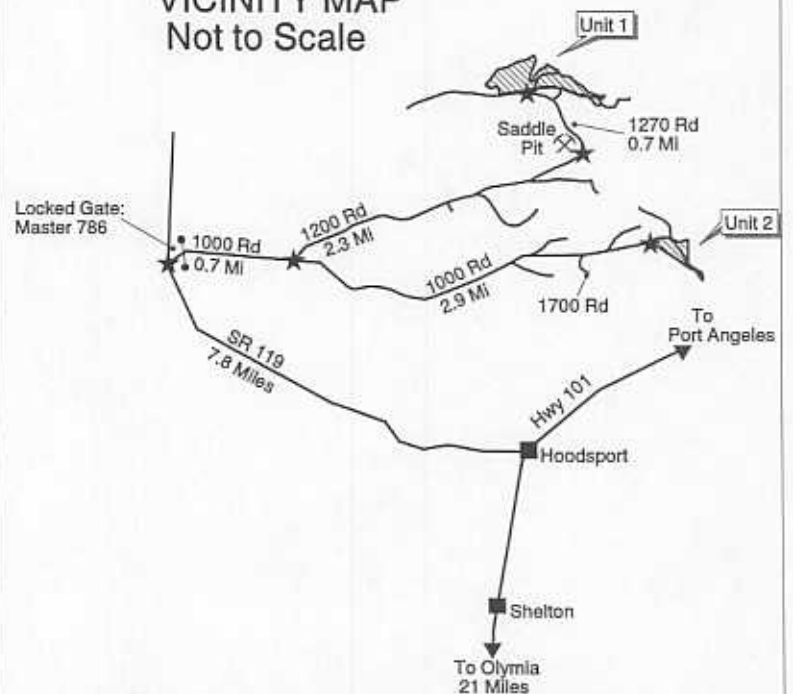 VICINITY MAP
Not to Scale
Unit 1
Saddle
Pit
1270 Rd
0.7 Mi
Locked Gate:
Master 786
1000 Rd
0.7 Mi
1200 Rd
2.3 Mi
Unit 2
1000 Rd
2.9 Mi
1700 Rd
To
Port Angeles
SR 119
7.8 Miles
Hwy 101
Hoodsport
Shelton
To Olymia
21 Miles